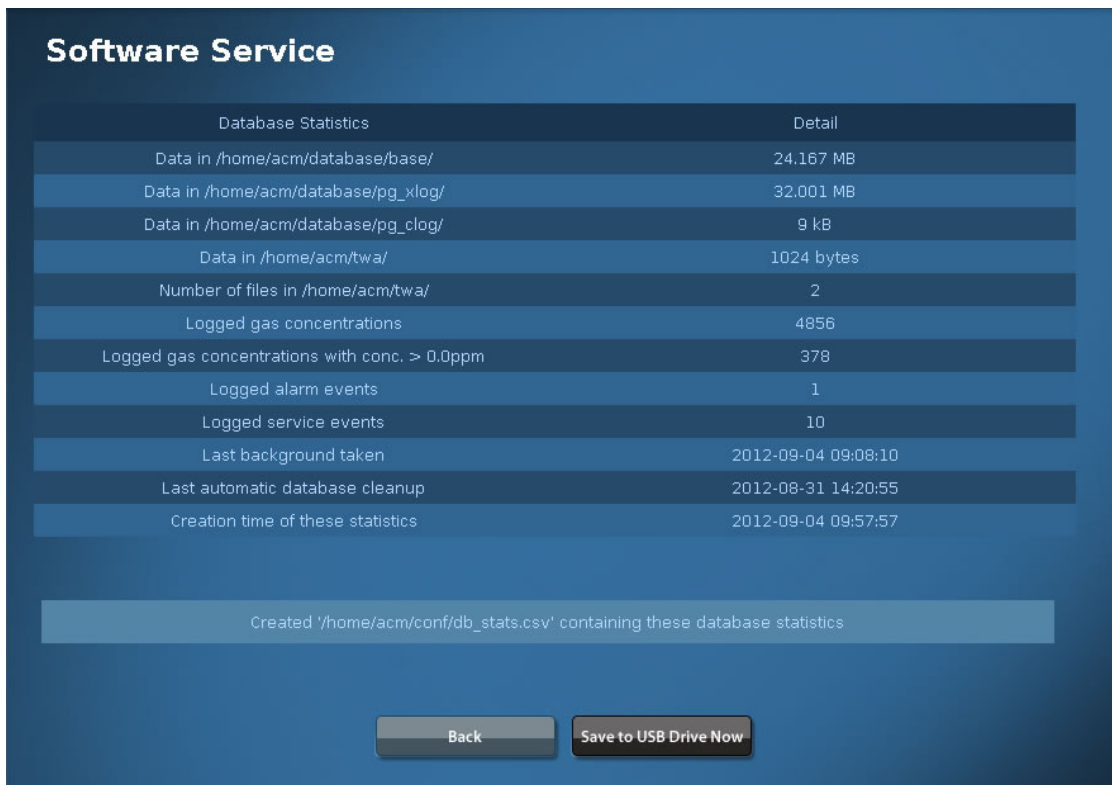 Software Service
Database Statistics Detail
Data in /home/acm/database/base/ 24.167 MB
Data in /home/acm/database/pg_xlog/ 32.001 MB
Data in /home/acm/database/pg_clog/ 9 kB
Data in /home/acm/twa/ 1024 bytes
Number of files in /home/acm/twa/ 2
Logged gas concentrations 4856
Logged gas concentrations with conc. > 0.0ppm 378
Logged alarm events 1
Logged service events 10
Last background taken 2012-09-04 09:08:10
Last automatic database cleanup 2012-08-31 14:20:55
Creation time of these statistics 2012-09-04 09:57:57
Created '/home/acm/conf/db_stats.csv' containing these database statistics
Back Save to USB Drive Now